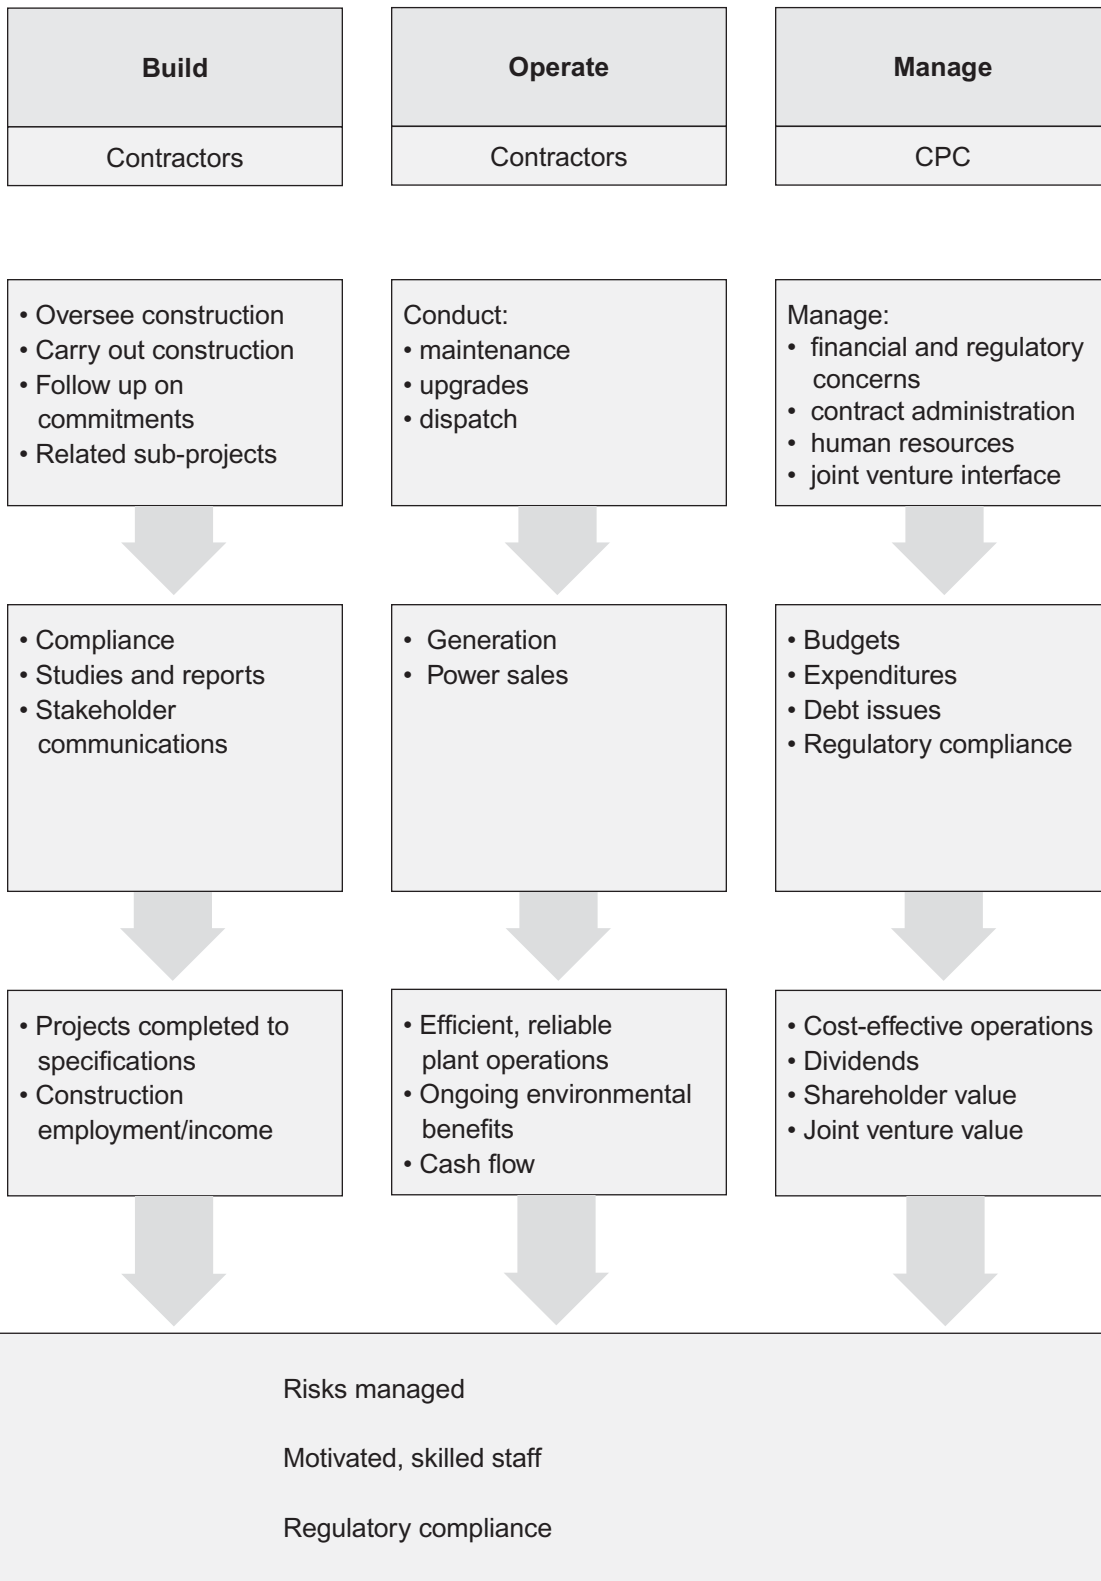 Build
Contractors
• Oversee construction
• Carry out construction
• Follow up on
commitments
• Related sub-projects
• Compliance
• Studies and reports
• Stakeholder
communications
• Projects completed to
specifications
• Construction
employment/income
Operate
Contractors
Conduct:
• maintenance
• upgrades
• dispatch
• Generation
• Power sales
• Efficient, reliable
plant operations
• Ongoing environmental
benefits
• Cash flow
Manage
CPC
Manage:
• financial and regulatory
concerns
• contract administration
• human resources
• joint venture interface
• Budgets
• Expenditures
• Debt issues
• Regulatory compliance
• Cost-effective operations
• Dividends
• Shareholder value
• Joint venture value
Risks managed
Motivated, skilled staff
Regulatory compliance